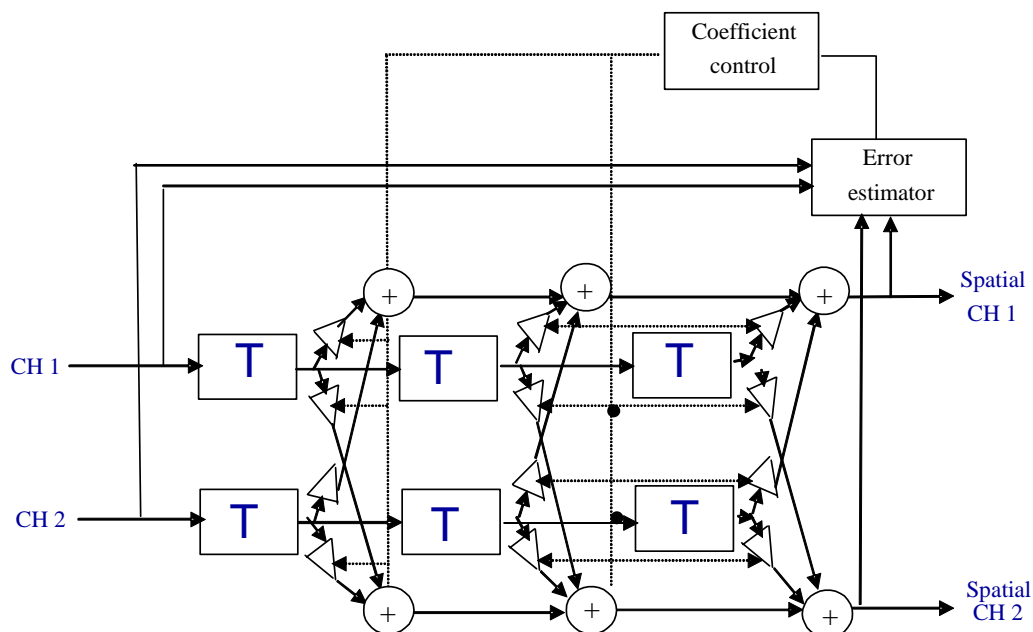 Coefficient
control
Error
estimator
+
+
+
Spatial
CH 1
CH 1
T
T
T
CH 2
T
T
T
+
+
+
Spatial
CH 2